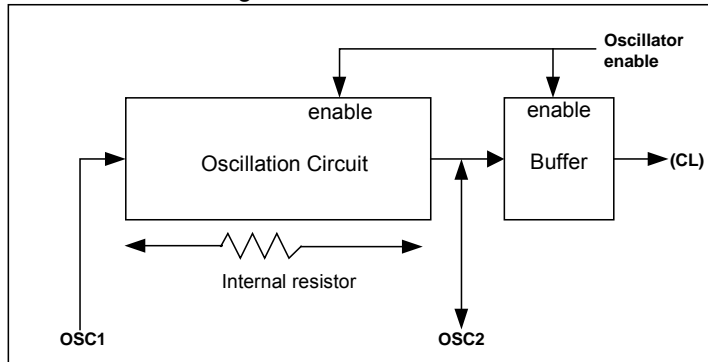 Oscillator
enable
enable
enable
Oscillation Circuit
Buffer
(CL)
Internal resistor
OSC1
OSC2